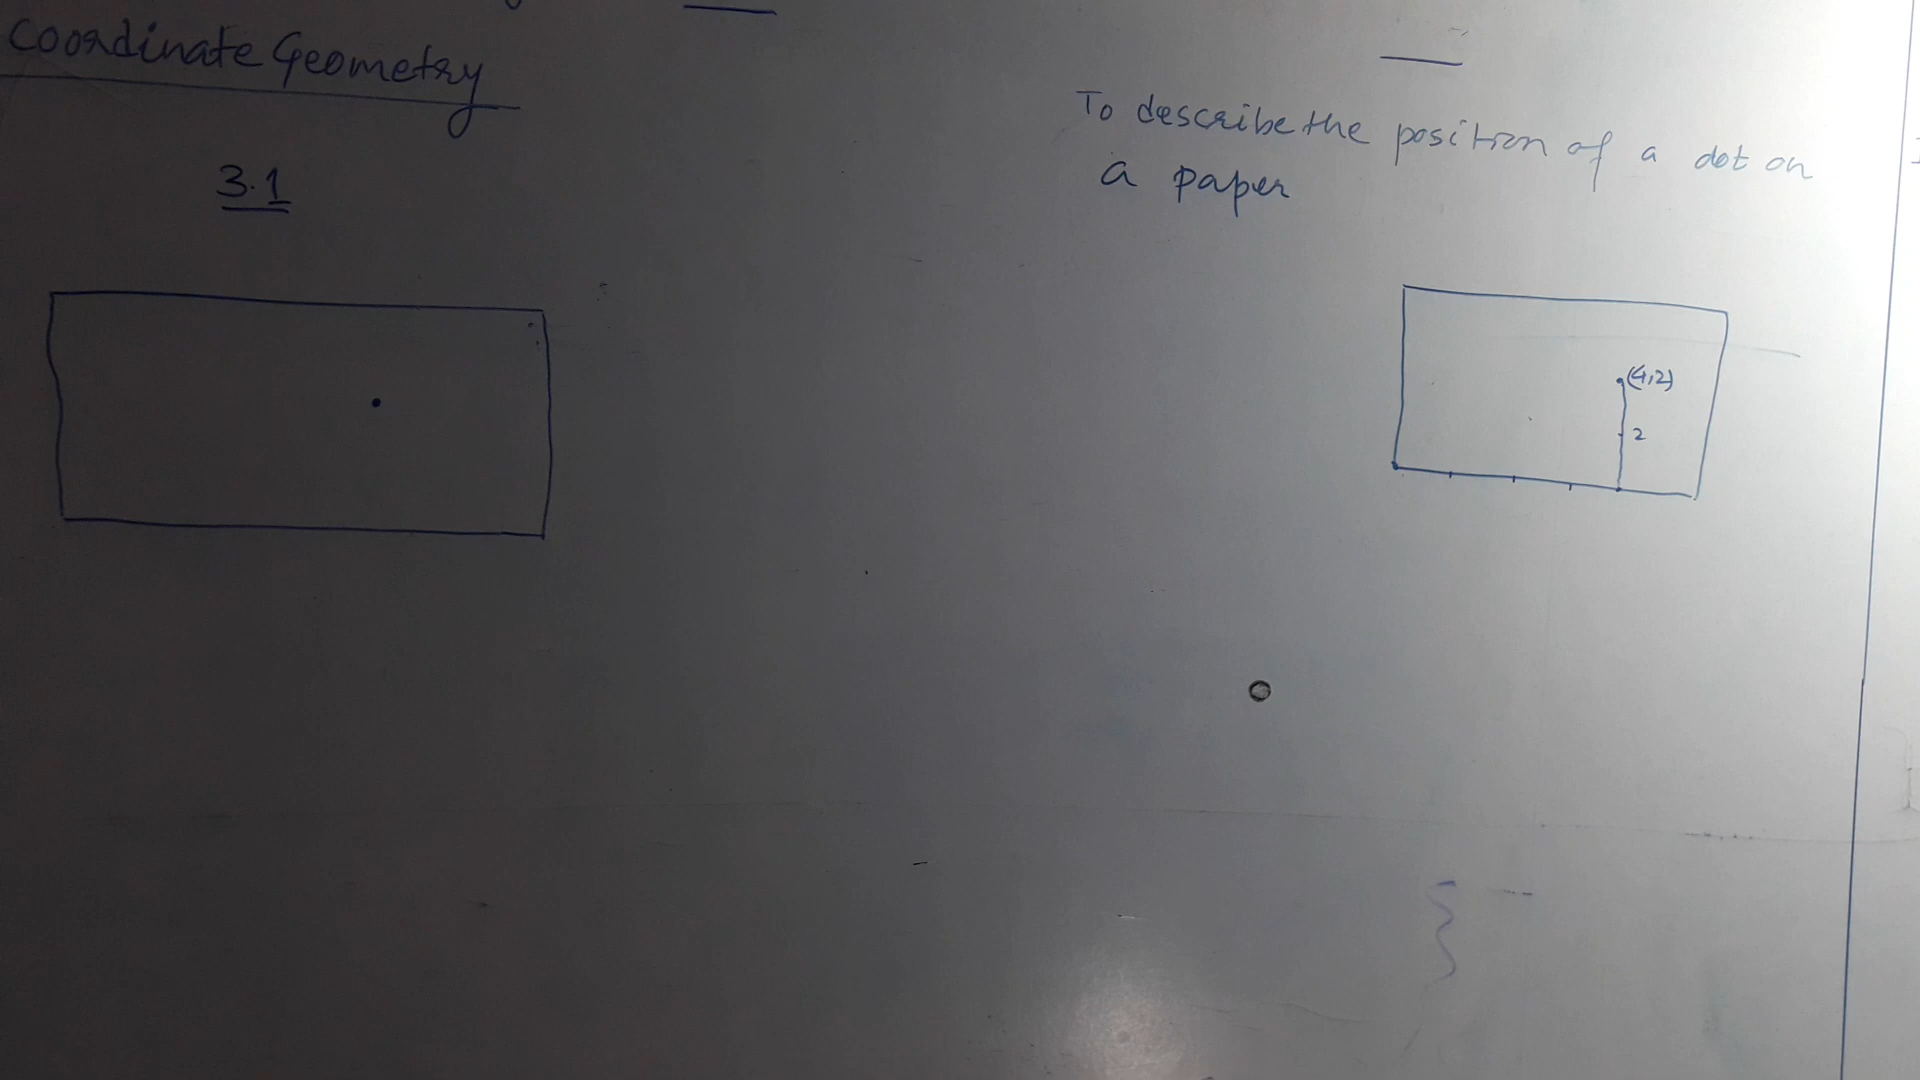 Coordinate Geometry
3.1
To describe the position of a dot on
a paper
(4,2)
2